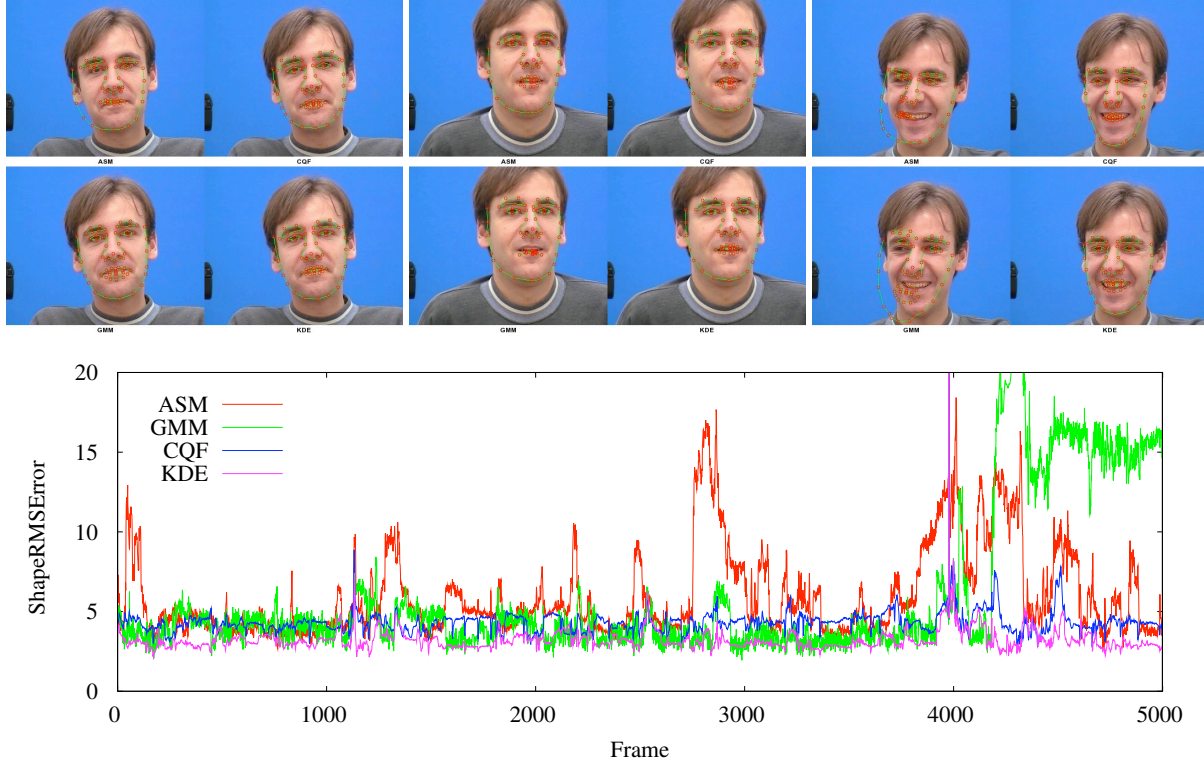 ASM CQF ASM CQF ASM CQF
GMM KDE GMM KDE GMM KDE
20
15
10
5
0
ShapeRMSError
ASM
GMM
CQF
KDE
0 1000 2000 3000 4000 5000
Frame